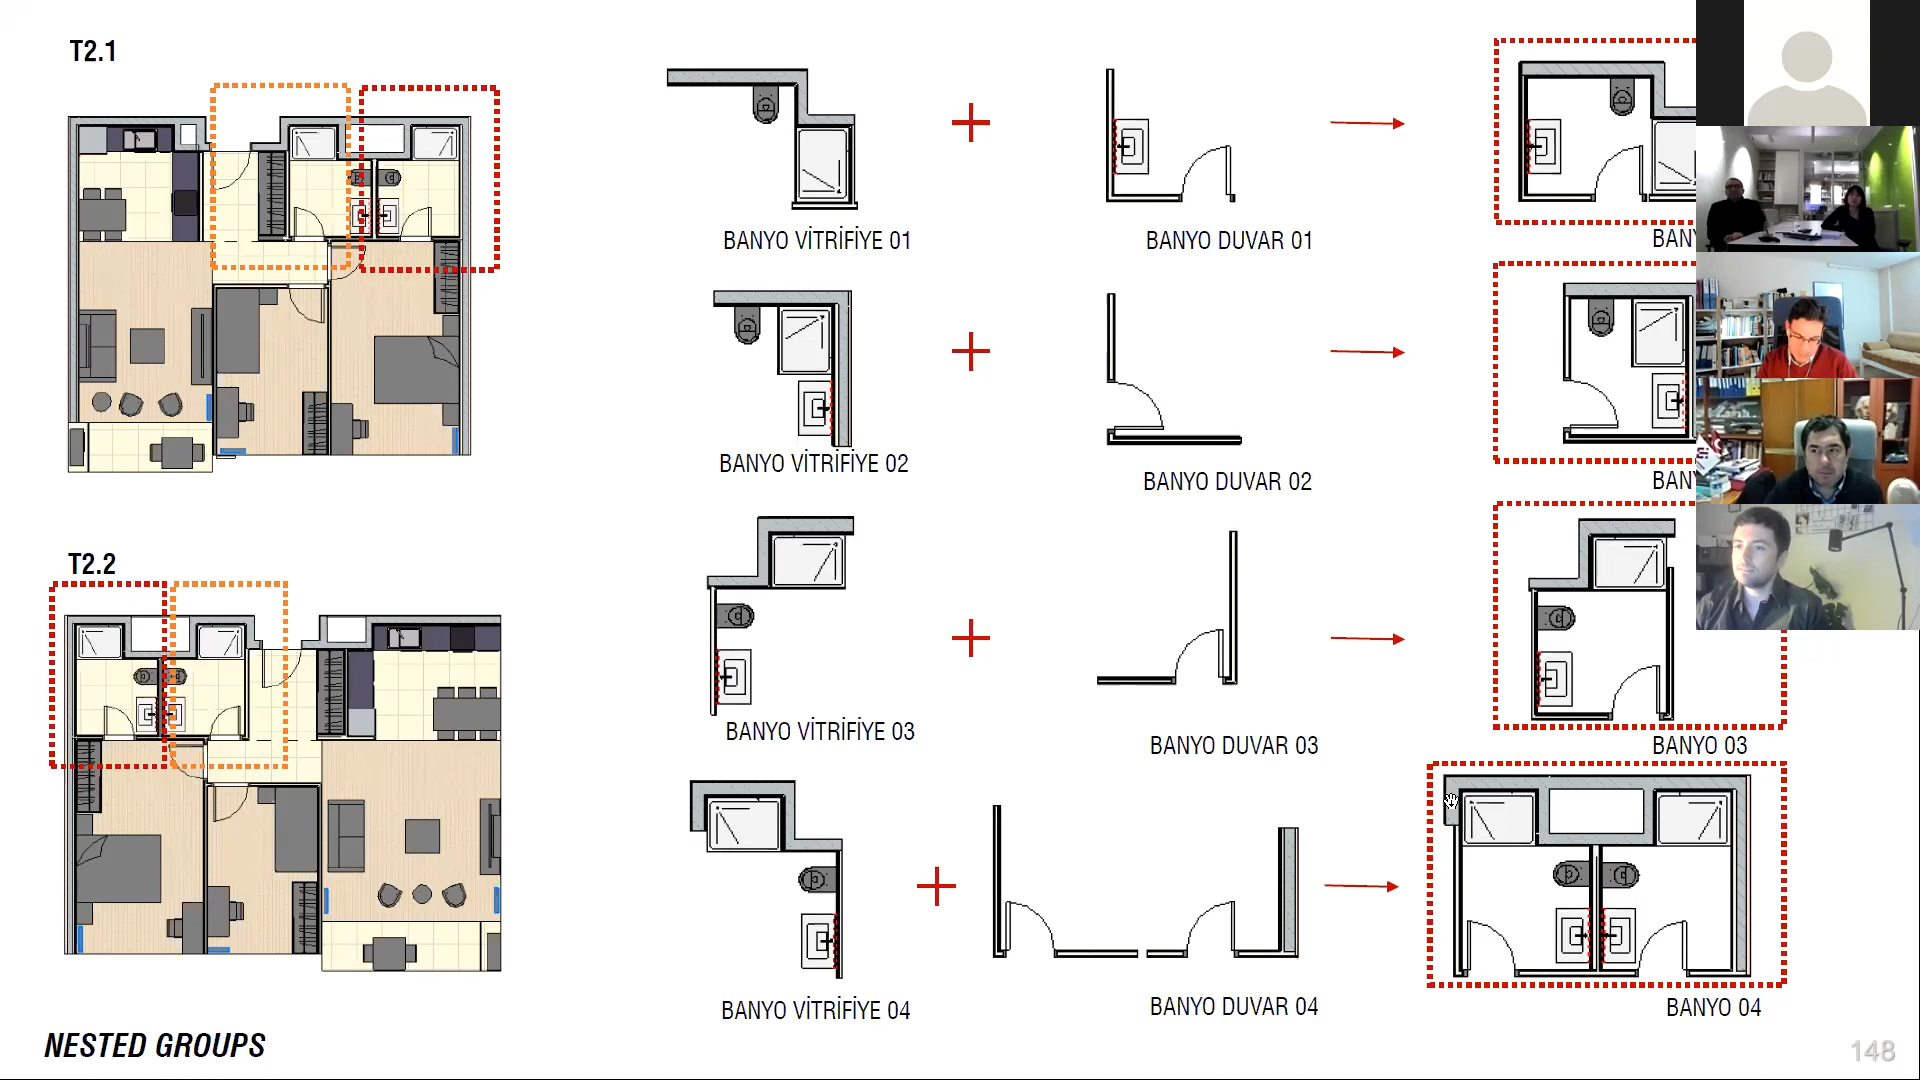 T2.1
BANYO VİTRİFİYE 01
BANYO DUVAR 01
BANY
BANYO VİTRİFİYE 02
BANYO DUVAR 02
BANY
T2.2
BANYO VİTRİFİYE 03
BANYO DUVAR 03
BANYO 03
BANYO VİTRİFİYE 04
BANYO DUVAR 04
BANYO 04
NESTED GROUPS
148